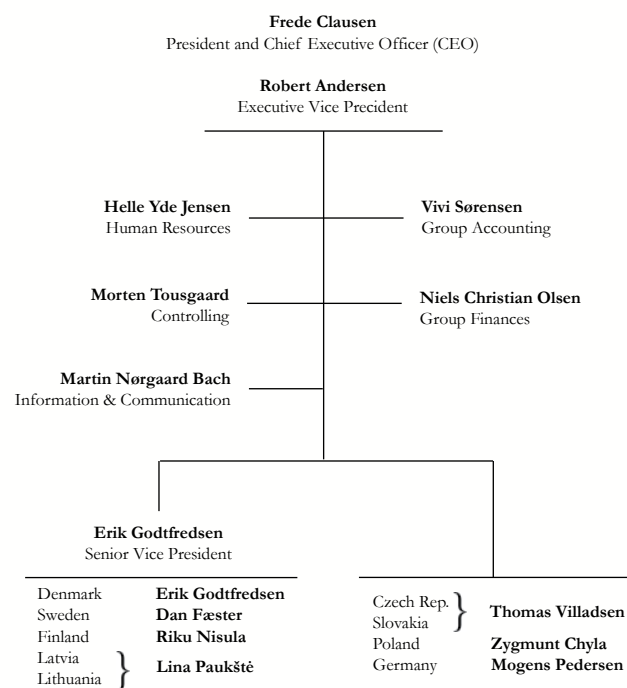 Frede Clausen
President and Chief Executive Officer (CEO)
Robert Andersen
Executive Vice Precident
Helle Yde Jensen
Human Resources
Vivi Sørensen
Group Accounting
Morten Tousgaard
Controlling
Niels Christian Olsen
Group Finances
Martin Nørgaard Bach
Information & Communication
Erik Godtfredsen
Senior Vice President
Denmark Erik Godtfredsen
Sweden Dan Fæster
Finland Riku Nisula
Latvia
Lithuania
} Lina Paukštė
Czech Rep.
Slovakia
} Thomas Villadsen
Poland Zygmunt Chyla
Germany Mogens Pedersen